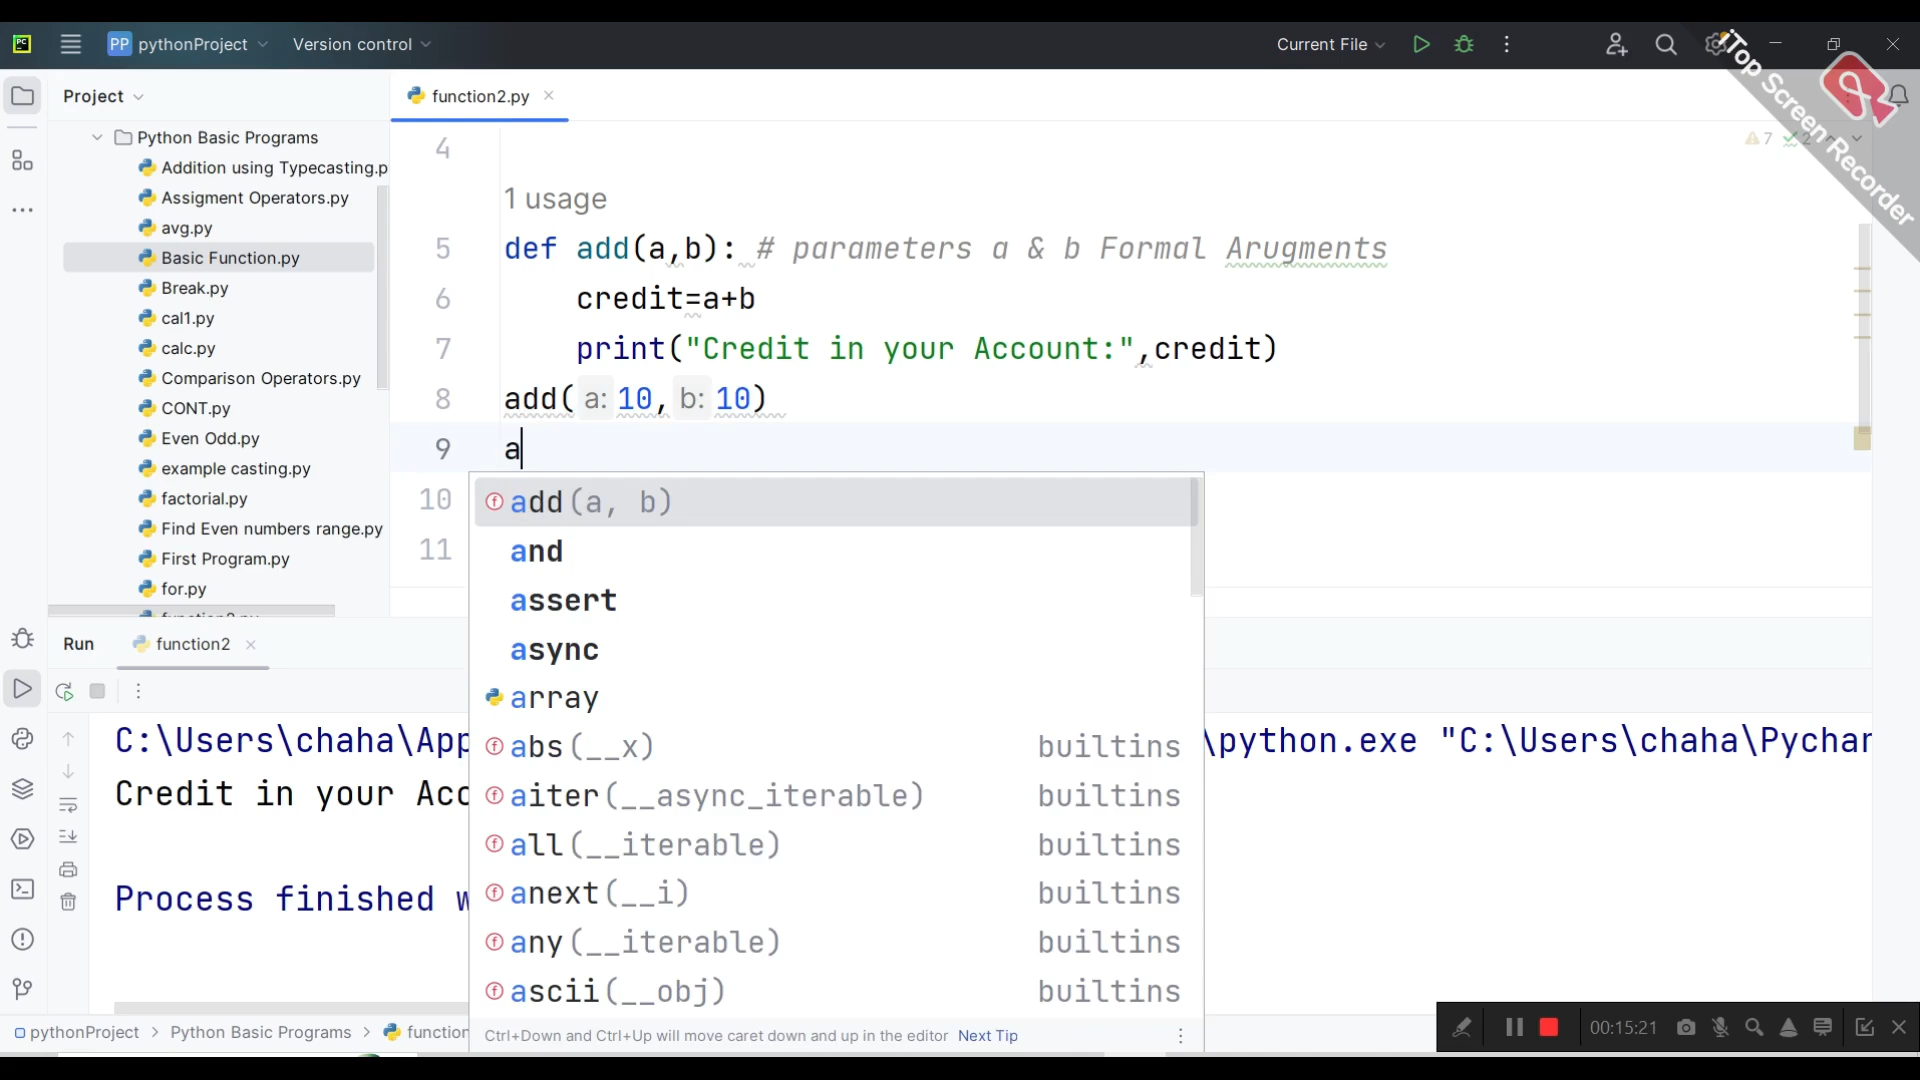 PC
PP pythonProject
Version control
Current File
iTop Screen Recorder
Project
function2.py
7
2
Python Basic Programs
Addition using Typecasting.p
Assigment Operators.py
avg.py
Basic Function.py
Break.py
cal1.py
calc.py
Comparison Operators.py
CONT.py
Even Odd.py
example casting.py
factorial.py
Find Even numbers range.py
First Program.py
for.py
4
1 usage
5 def add(a,b): # parameters a & b Formal Arugments
6 credit=a+b
7 print("Credit in your Account:",credit)
8 add( a: 10, b: 10)
9 a
10
11
add(a, b)
and
assert
async
array
abs(__x) builtins
aiter(__async_iterable) builtins
all(__iterable) builtins
anext(__i) builtins
any(__iterable) builtins
ascii(__obj) builtins
Ctrl+Down and Ctrl+Up will move caret down and up in the editor Next Tip
Run function2
C:\Users\chaha\App \python.exe "C:\Users\chaha\Pychar
Credit in your Acc
Process finished w
pythonProject > Python Basic Programs > function
00:15:21